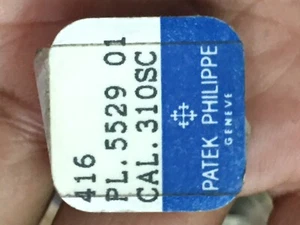 416
PL.5529 01
CAL.310SC
PATEK PHILIPPE
GENEVE